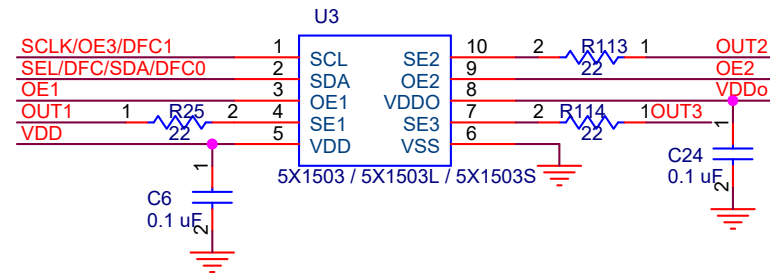 U3
SCLK/OE3/DFC1 1 SCL SE2 10 2 R113 1 OUT2
22
SEL/DFC/SDA/DFC0 2 SDA OE2 9 OE2
OE1 3 OE1 VDDO 8 VDDo
OUT1 1 R25 2 4 SE1 SE3 7 2 R114 1 OUT3
22 22
VDD 5 VDD VSS 6
1 1
C24
0.1 uF
2
5X1503 / 5X1503L / 5X1503S
C6
0.1 uF
2